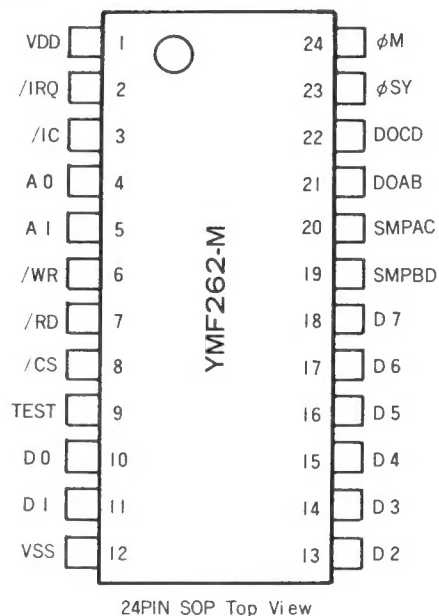 VDD 1 24 φM
/IRQ 2 23 φSY
/IC 3 22 DOCD
A0 4 21 DOAB
A1 5 20 SMPAC
/WR 6 19 SMPBD
/RD 7 18 D7
/CS 8 17 D6
TEST 9 16 D5
D0 10 15 D4
D1 11 14 D3
VSS 12 13 D2
YMF262-M
24PIN SOP Top View